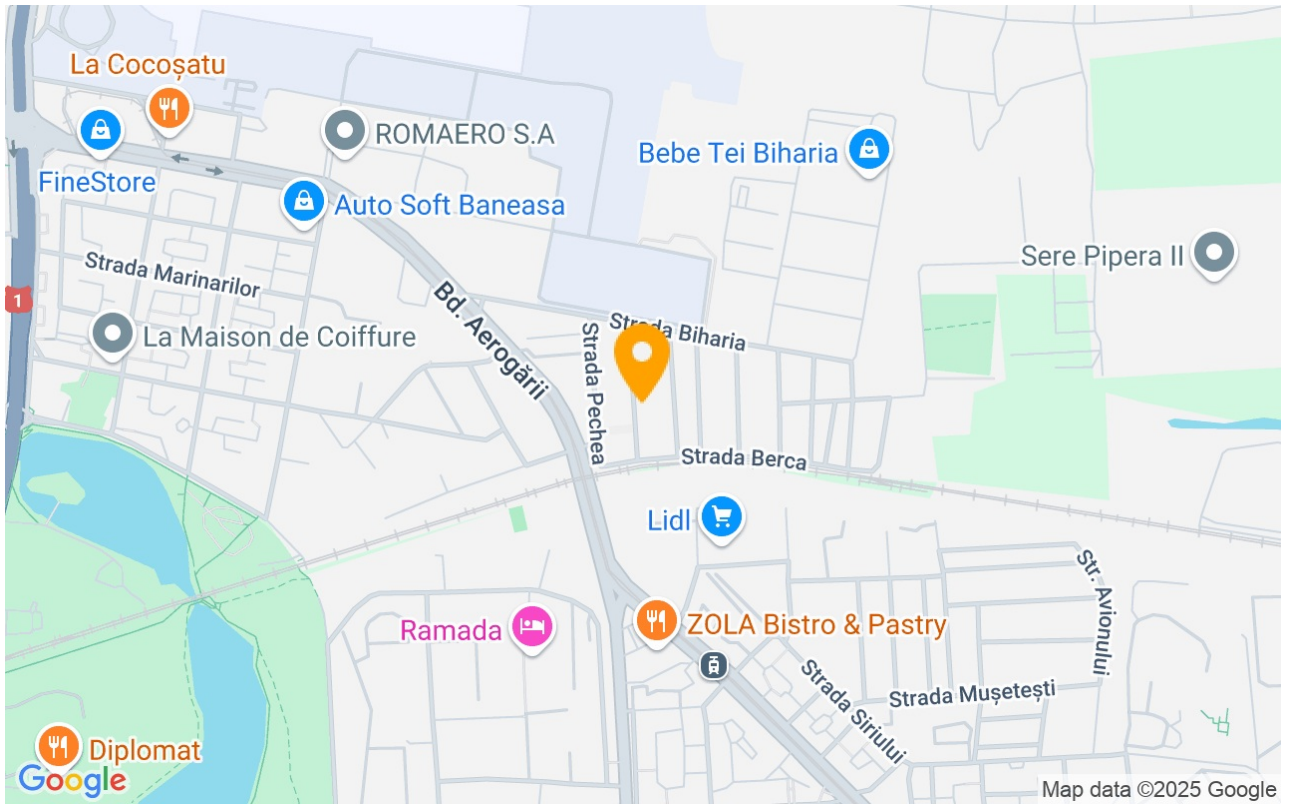 La Cocoșatu
ROMAERO S.A
Bebe Tei Biharia
FineStore
Auto Soft Baneasa
Sere Pipera II
Strada Marinarilor
1
Bd. Aerogării
La Maison de Coiffure
Strada Biharia
Strada Pechea
Strada Berca
Lidl
Str. Avionului
Ramada
ZOLA Bistro & Pastry
Strada Siriului
Strada Mușetești
Diplomat
Google
Map data ©2025 Google